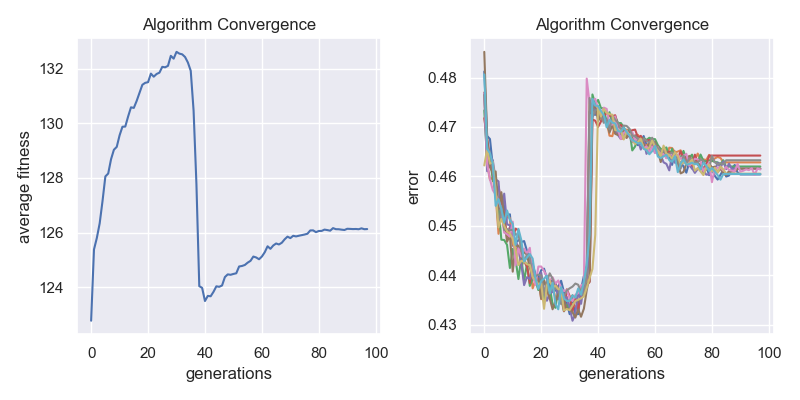 Algorithm Convergence
average fitness
132
130
128
126
124
0 20 40 60 80 100
generations
Algorithm Convergence
error
0.48
0.47
0.46
0.45
0.44
0.43
0 20 40 60 80 100
generations